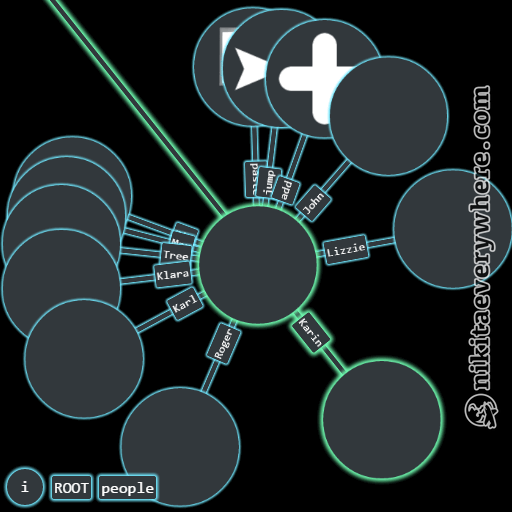 paste
jump
add
John
Lizzie
Tree
Klara
Karl
Roger
Karin
i
ROOT
people
nikitaeverywhere.com